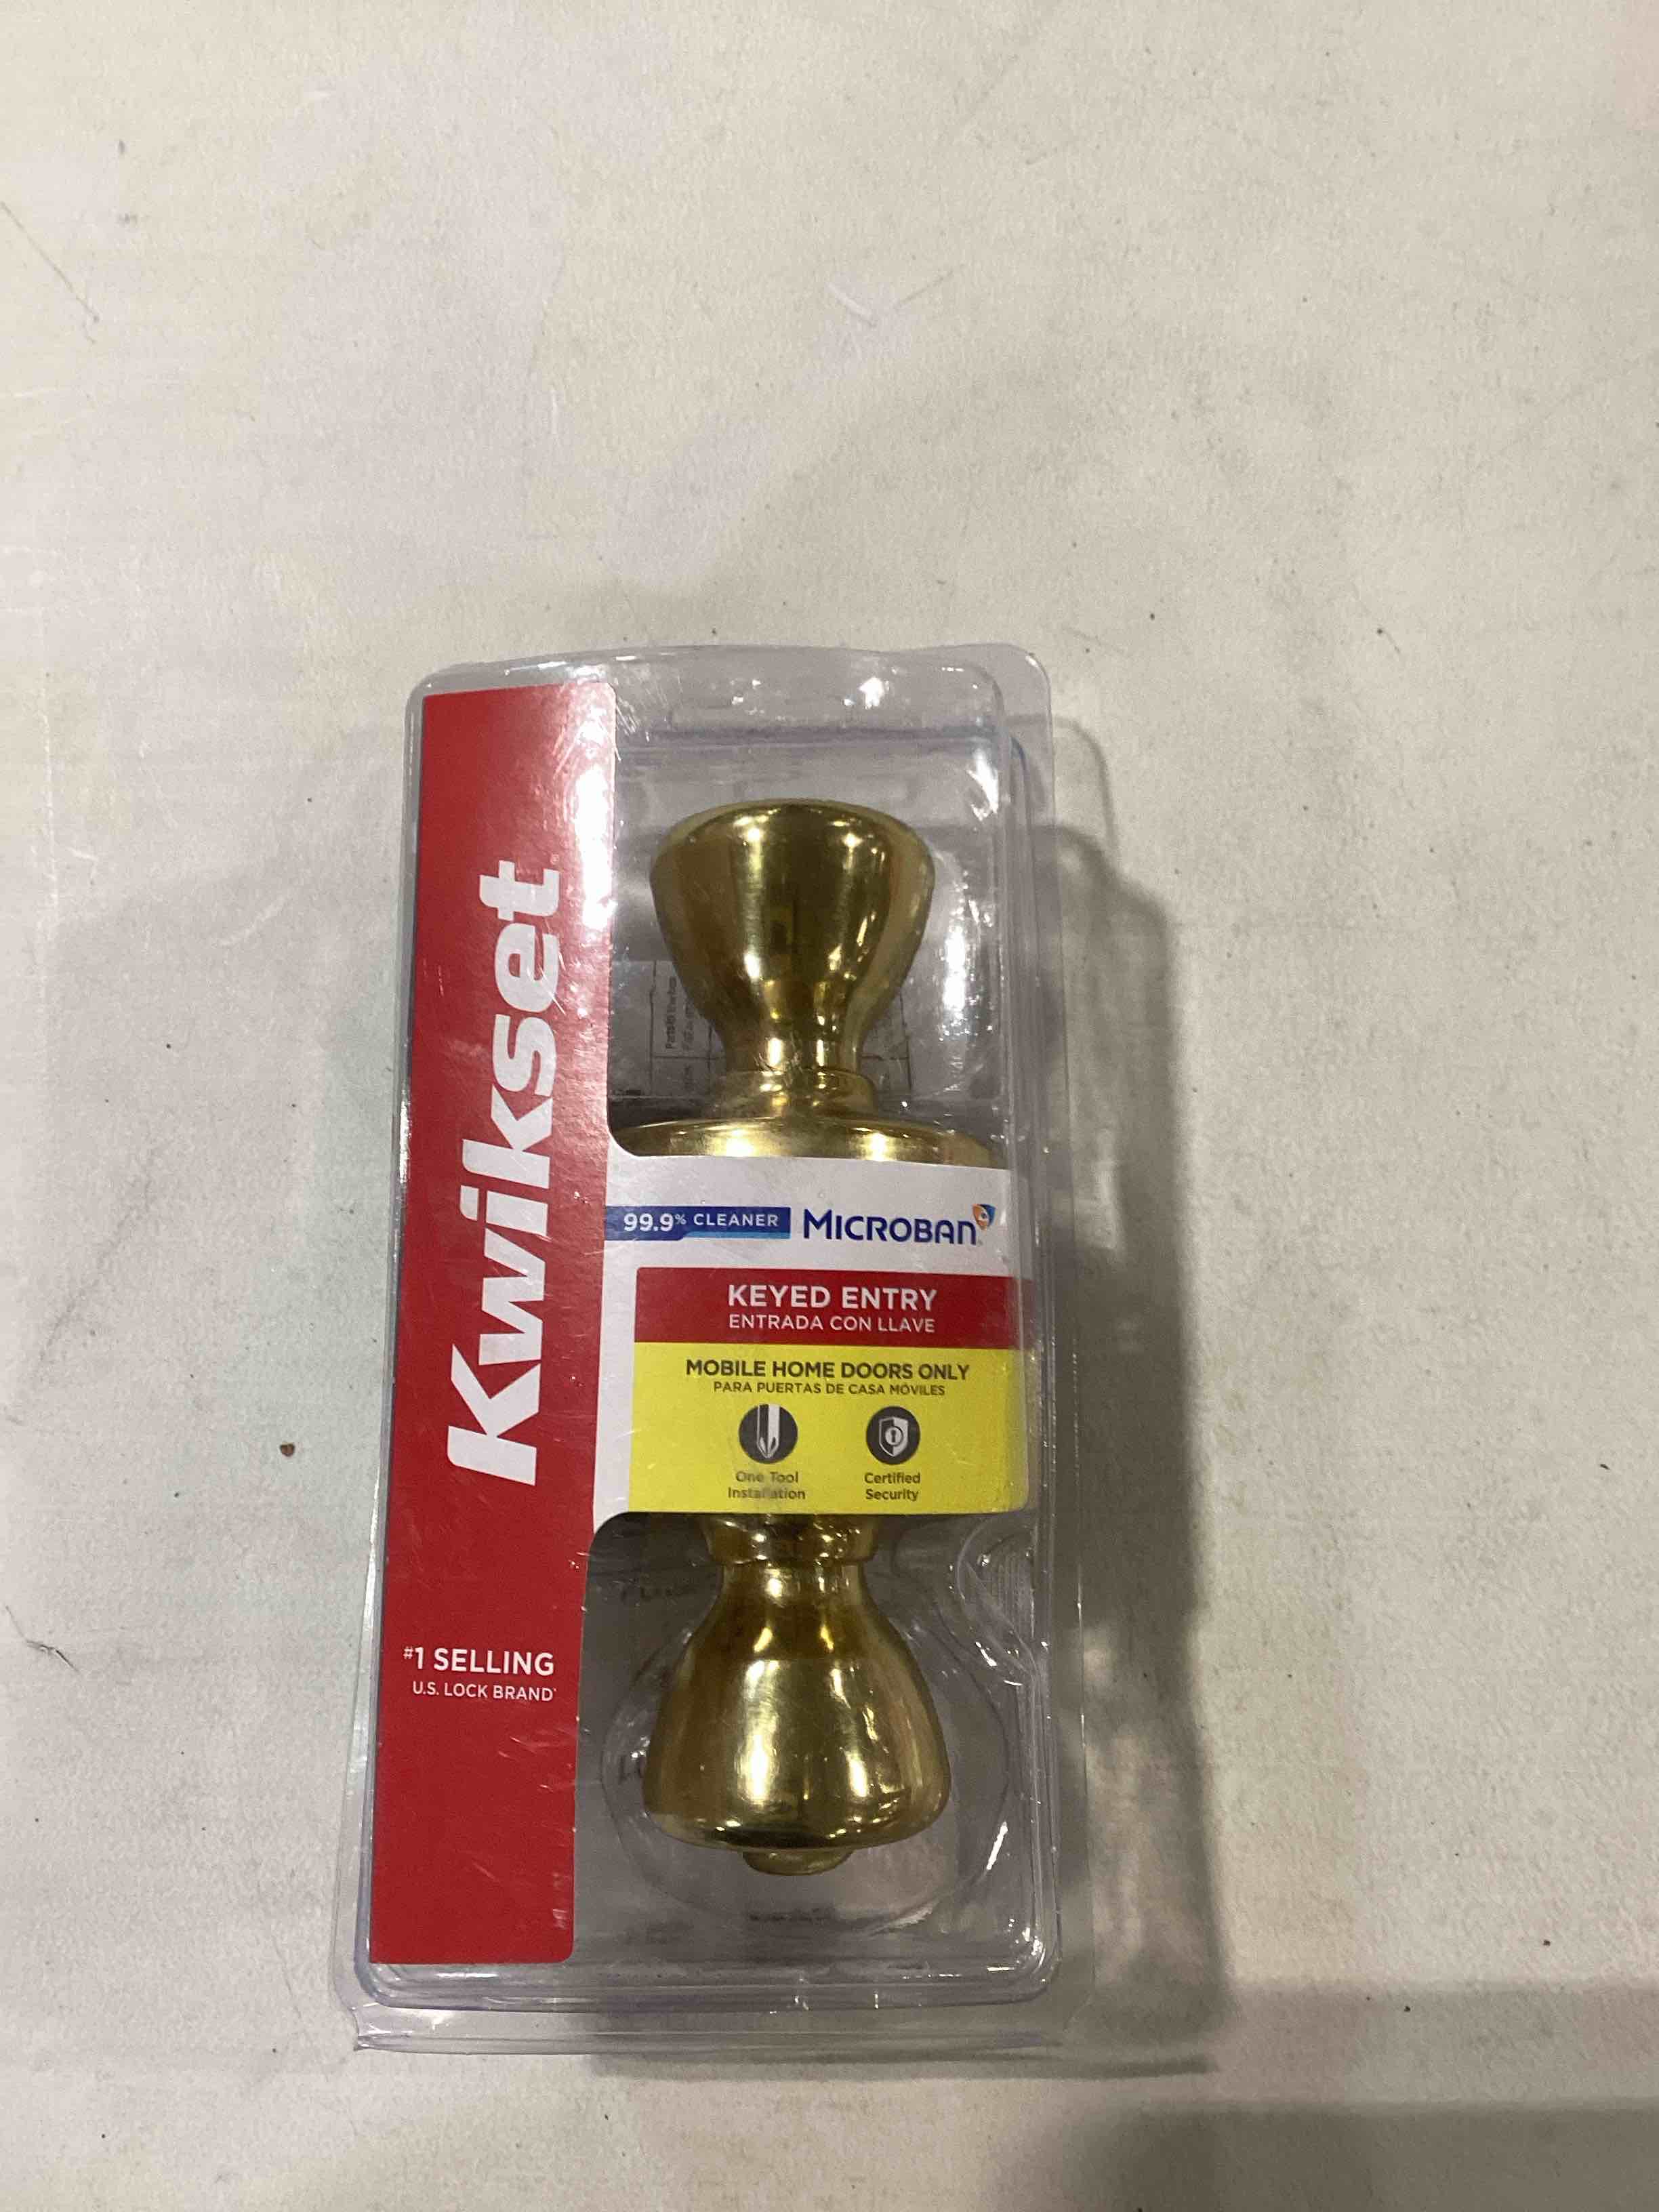 Kwikset
99.9% CLEANER MICROBAN
KEYED ENTRY
ENTRADA CON LLAVE
MOBILE HOME DOORS ONLY
PARA PUERTAS DE CASA MÓVILES
One Tool
Installation
Certified
Security
#1 SELLING
U.S. LOCK BRAND